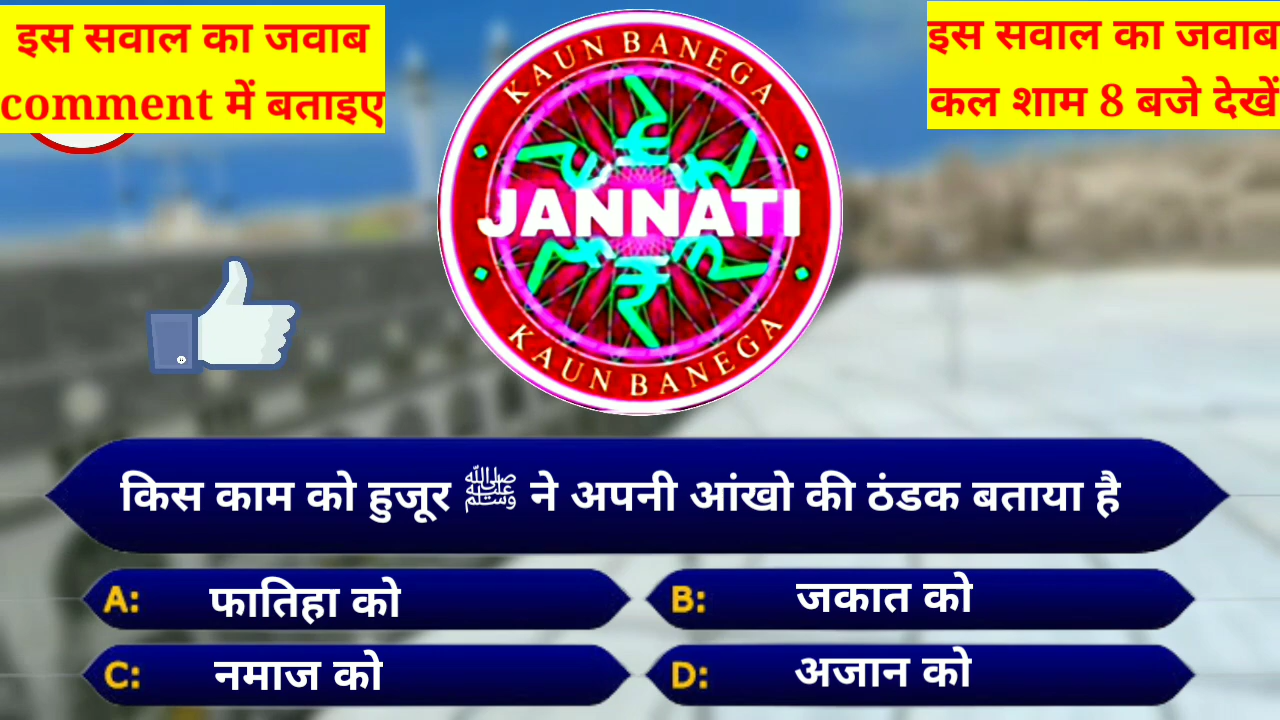 इस सवाल का जवाब
comment में बताइए
इस सवाल का जवाब
कल शाम 8 बजे देखें
KAUN BANEGA
JANNATI
KAUN BANEGA
किस काम को हुजूर ﷺ ने अपनी आंखो की ठंडक बताया है
A: फातिहा को
B: जकात को
C: नमाज को
D: अजान को